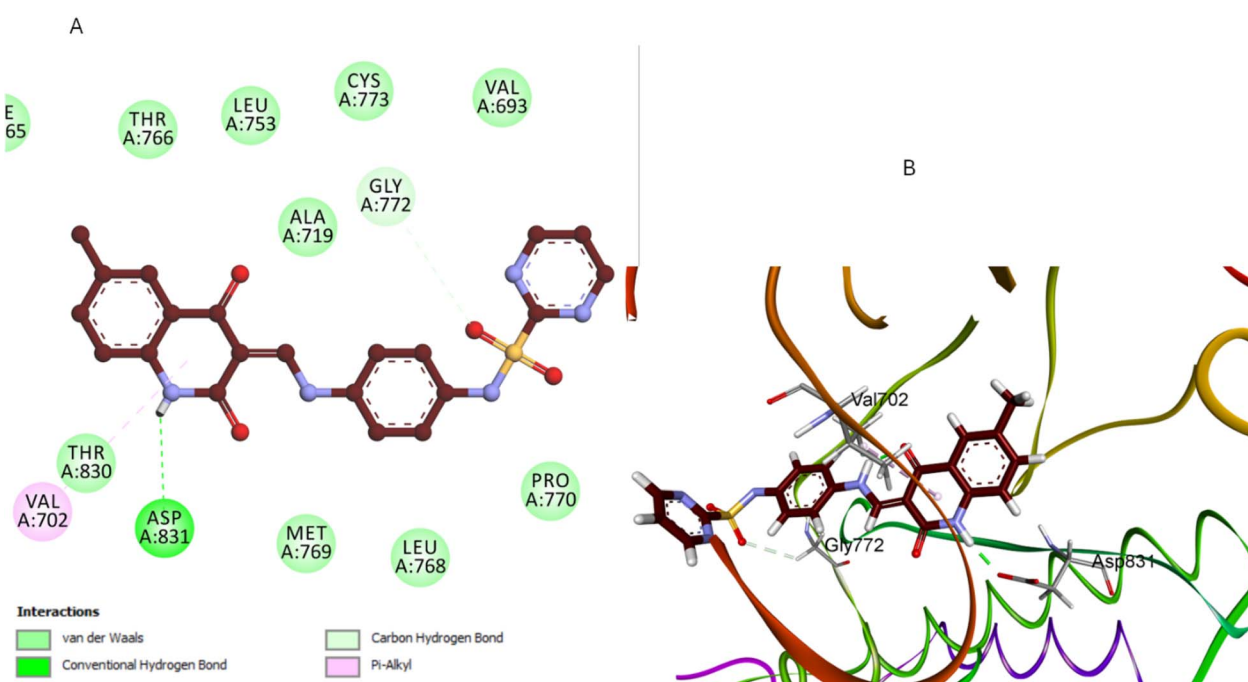 A
E
65
THR
A:766
LEU
A:753
CYS
A:773
VAL
A:693
GLY
A:772
ALA
A:719
THR
A:830
VAL
A:702
ASP
A:831
MET
A:769
LEU
A:768
PRO
A:770
Interactions
van der Waals
Conventional Hydrogen Bond
Carbon Hydrogen Bond
Pi-Alkyl
B
Val702
Gly772
Asp831